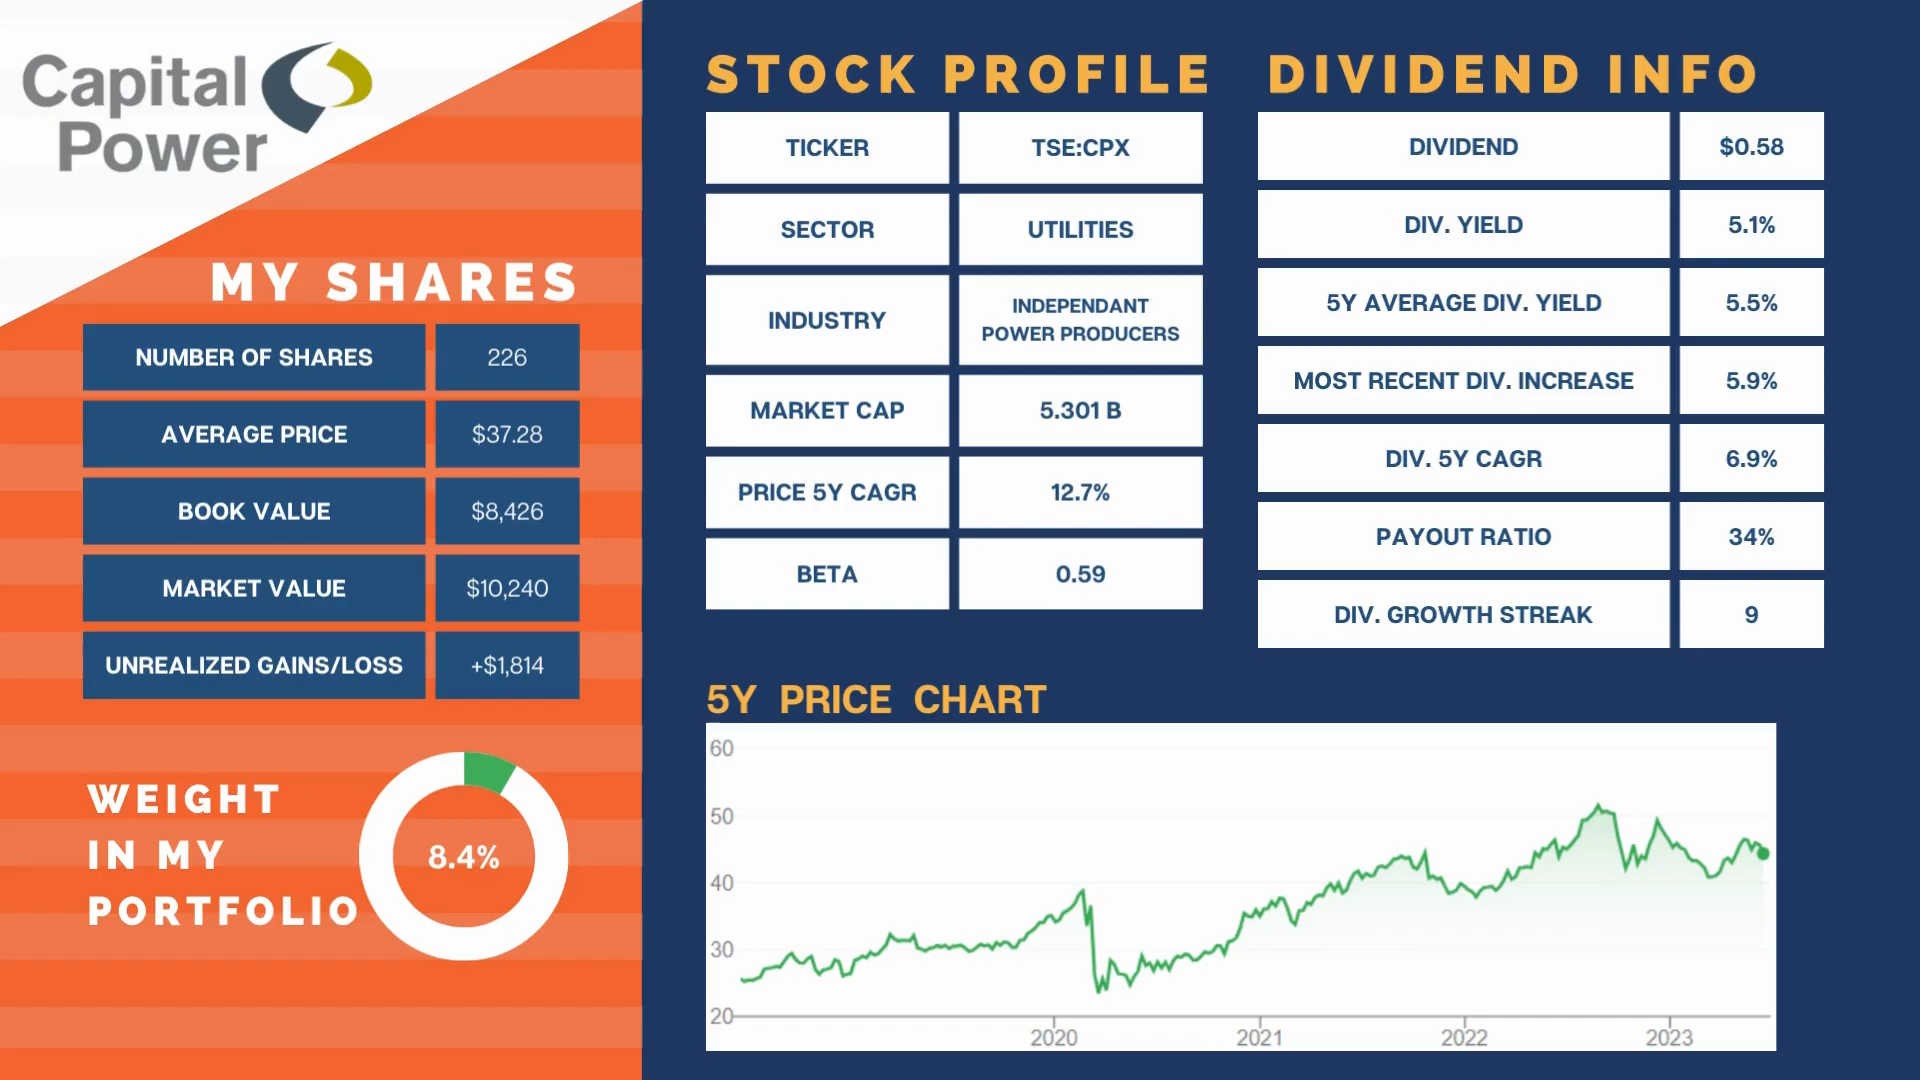 Capital
Power
MY SHARES
NUMBER OF SHARES 226
AVERAGE PRICE $37.28
BOOK VALUE $8,426
MARKET VALUE $10,240
UNREALIZED GAINS/LOSS +$1,814
WEIGHT
IN MY
PORTFOLIO
8.4%
STOCK PROFILE
TICKER TSE:CPX
SECTOR UTILITIES
INDUSTRY INDEPENDANT
POWER PRODUCERS
MARKET CAP 5.301 B
PRICE 5Y CAGR 12.7%
BETA 0.59
DIVIDEND INFO
DIVIDEND $0.58
DIV. YIELD 5.1%
5Y AVERAGE DIV. YIELD 5.5%
MOST RECENT DIV. INCREASE 5.9%
DIV. 5Y CAGR 6.9%
PAYOUT RATIO 34%
DIV. GROWTH STREAK 9
5Y PRICE CHART
60
50
40
30
20
2020 2021 2022 2023